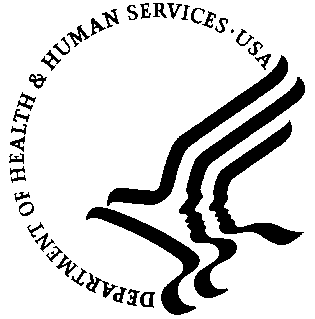 DEPARTMENT OF HEALTH & HUMAN SERVICES · USA